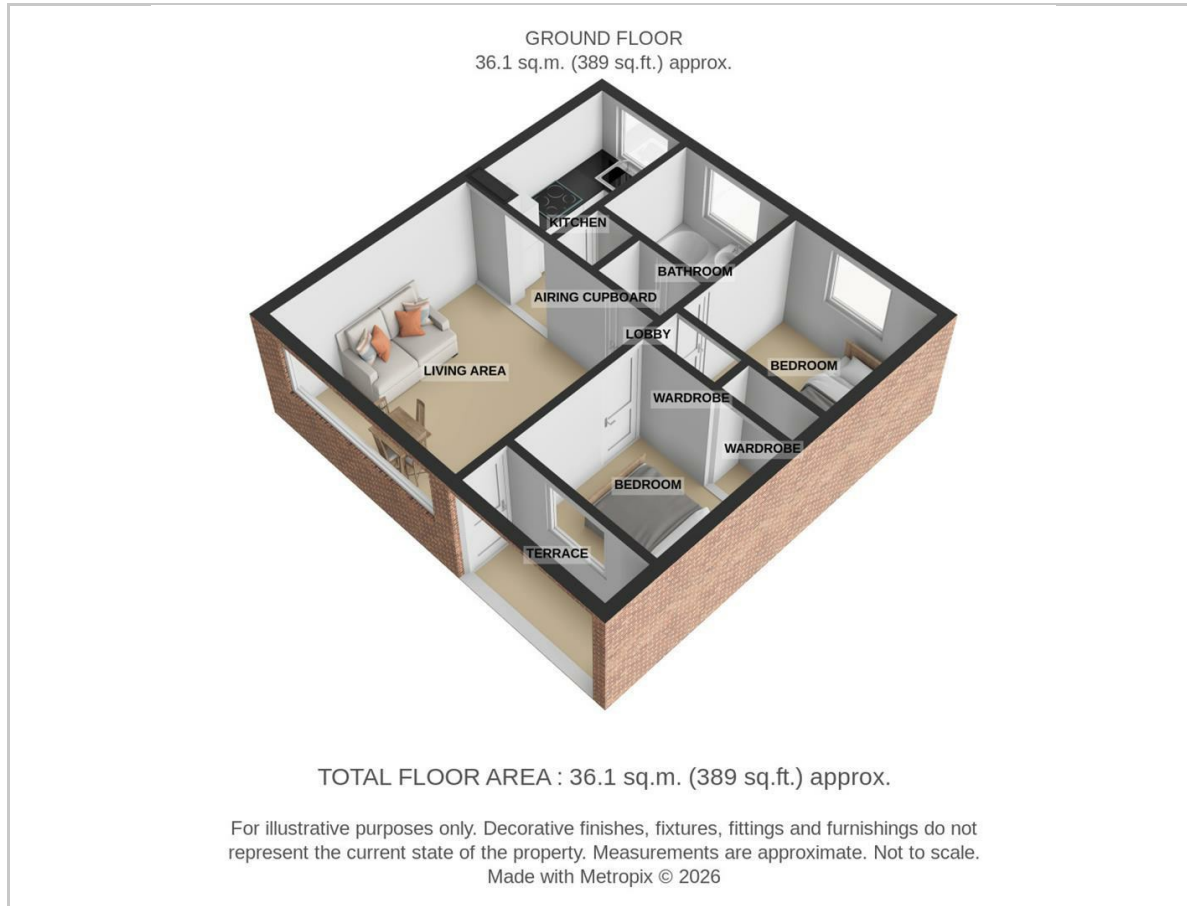 GROUND FLOOR
36.1 sq.m. (389 sq.ft.) approx.
KITCHEN
BATHROOM
AIRING CUPBOARD
LOBBY
LIVING AREA
BEDROOM
WARDROBE
WARDROBE
BEDROOM
TERRACE
TOTAL FLOOR AREA : 36.1 sq.m. (389 sq.ft.) approx.
For illustrative purposes only. Decorative finishes, fixtures, fittings and furnishings do not
represent the current state of the property. Measurements are approximate. Not to scale.
Made with Metropix © 2026